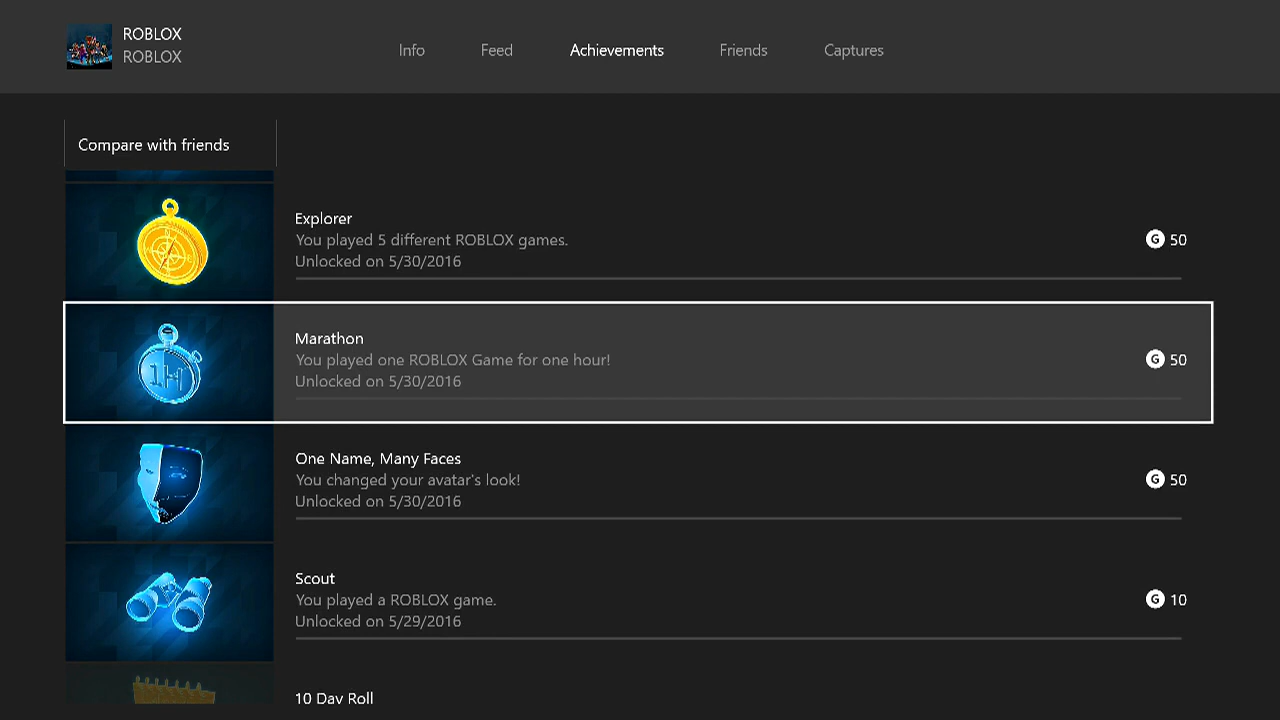 ROBLOX
ROBLOX
Info
Feed
Achievements
Friends
Captures
Compare with friends
Explorer
You played 5 different ROBLOX games.
Unlocked on 5/30/2016
G 50
1H
Marathon
You played one ROBLOX Game for one hour!
Unlocked on 5/30/2016
G 50
One Name, Many Faces
You changed your avatar's look!
Unlocked on 5/30/2016
G 50
Scout
You played a ROBLOX game.
Unlocked on 5/29/2016
G 10
10 Day Roll